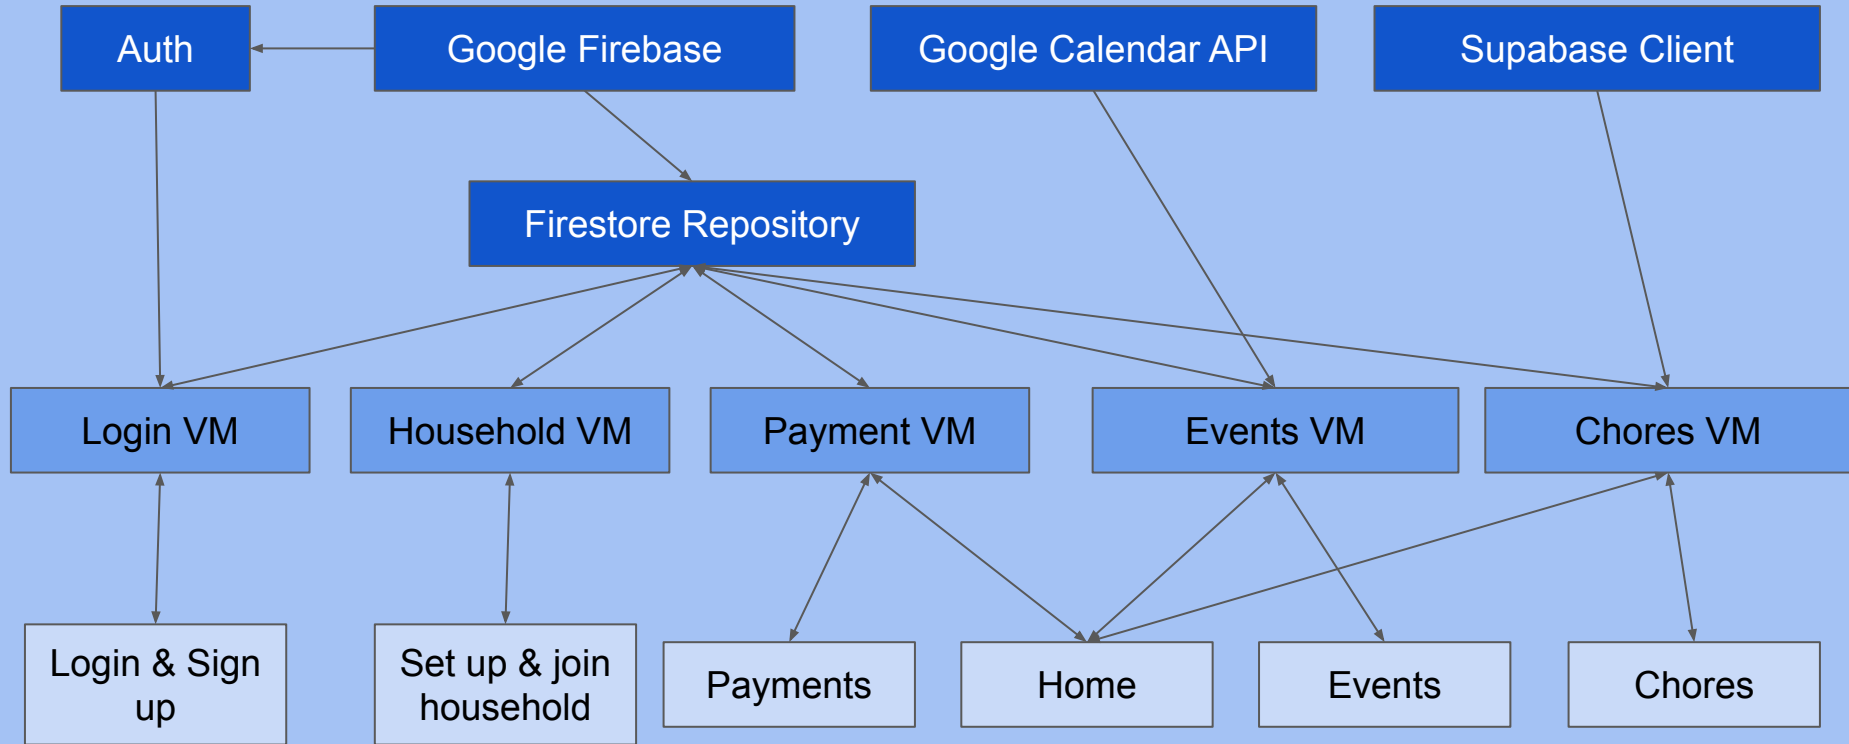 Auth
Google Firebase
Google Calendar API
Supabase Client
Firestore Repository
Login VM
Household VM
Payment VM
Events VM
Chores VM
Login & Sign
up
Set up & join
household
Payments
Home
Events
Chores